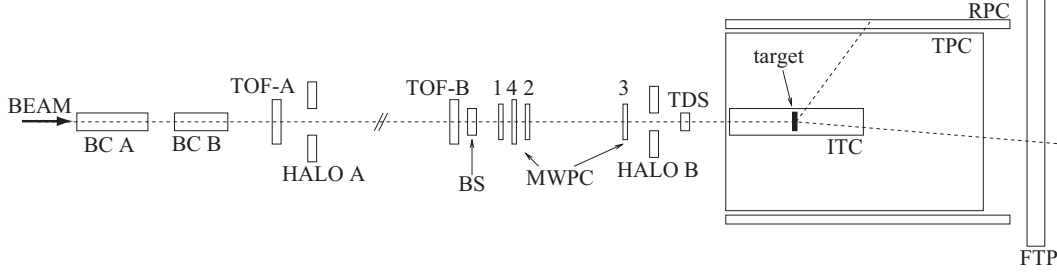 RPC
TPC
target
TOF-A
TOF-B
1 4 2
3
TDS
BEAM
BC A
BC B
HALO A
BS
MWPC
HALO B
ITC
FTP